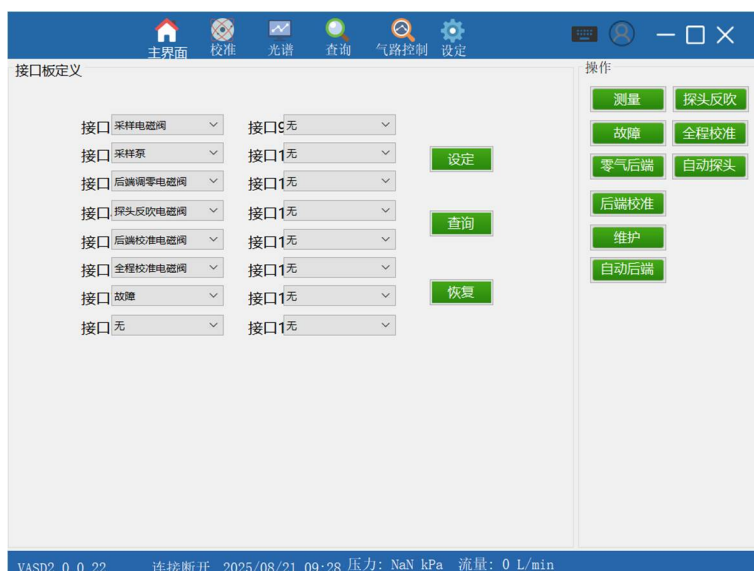 主界面 校准 光谱 查询 气路控制 设定
接口板定义
操作
测量 探头反吹
接口 采样电磁阀 接口9 无
故障 全程校准
接口 采样泵 接口1 无 设定
零气后端 自动探头
接口 后端调零电磁阀 接口1 无
后端校准
接口 探头反吹电磁阀 接口1 无
查询
接口 后端校准电磁阀 接口1 无
维护
接口 全程校准电磁阀 接口1 无
自动后端
接口 故障 接口1 无 恢复
接口 无 接口1 无
VASD2.0.0.22 连接断开 2025/08/21 09:28 压力: NaN kPa 流量: 0 L/min